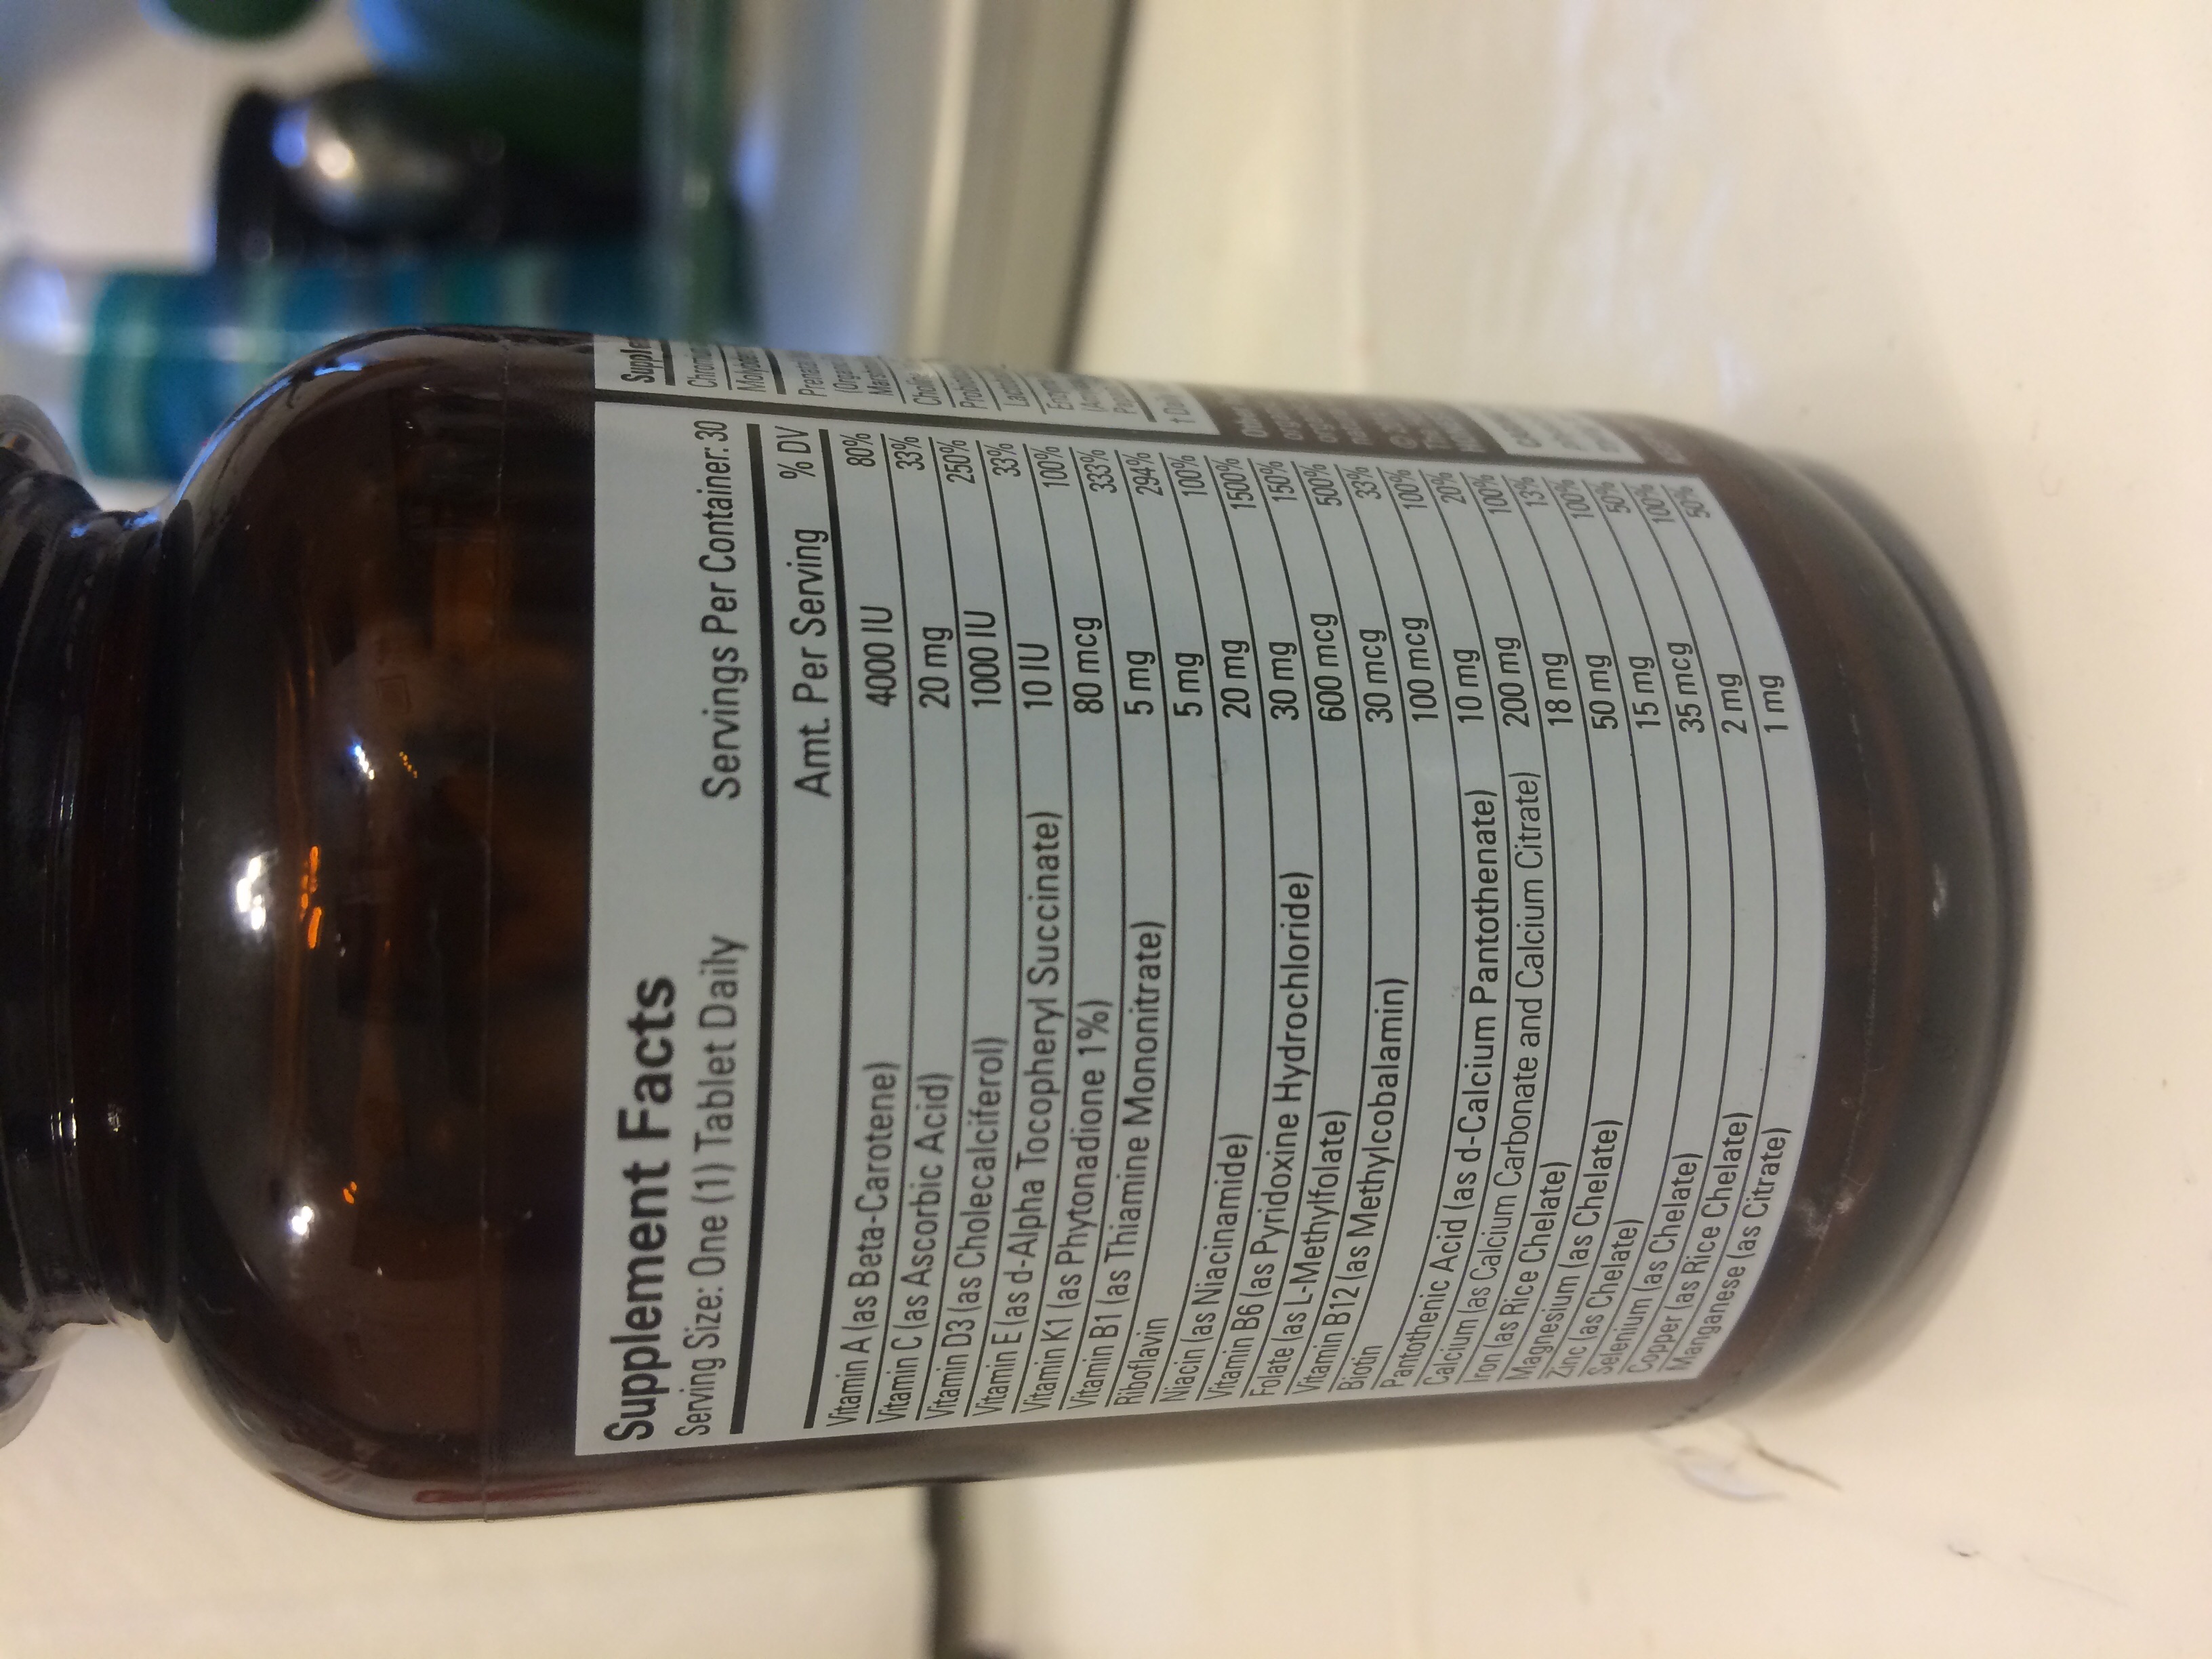 Supplement Facts
Serving Size: One (1) Tablet Daily Servings Per Container: 30
Amt. Per Serving % DV
Vitamin A (as Beta-Carotene) 4000 IU 80%
Vitamin C (as Ascorbic Acid) 20 mg 33%
Vitamin D3 (as Cholecalciferol) 1000 IU 250%
Vitamin E (as d-Alpha Tocopheryl Succinate) 10 IU 33%
Vitamin K1 (as Phytonadione 1%) 80 mcg 100%
Vitamin B1 (as Thiamine Mononitrate) 5 mg 333%
Riboflavin 5 mg 294%
Niacin (as Niacinamide) 20 mg 100%
Vitamin B6 (as Pyridoxine Hydrochloride) 30 mg 1500%
Folate (as L-Methylfolate) 600 mcg 150%
Vitamin B12 (as Methylcobalamin) 30 mcg 500%
Biotin 100 mcg 33%
Pantothenic Acid (as d-Calcium Pantothenate) 10 mg 100%
Calcium (as Calcium Carbonate and Calcium Citrate) 200 mg 20%
Iron (as Rice Chelate) 18 mg 100%
Magnesium (as Chelate) 50 mg 13%
Zinc (as Chelate) 15 mg 100%
Selenium (as Chelate) 35 mcg 50%
Copper (as Rice Chelate) 2 mg 100%
Manganese (as Citrate) 1 mg 50%